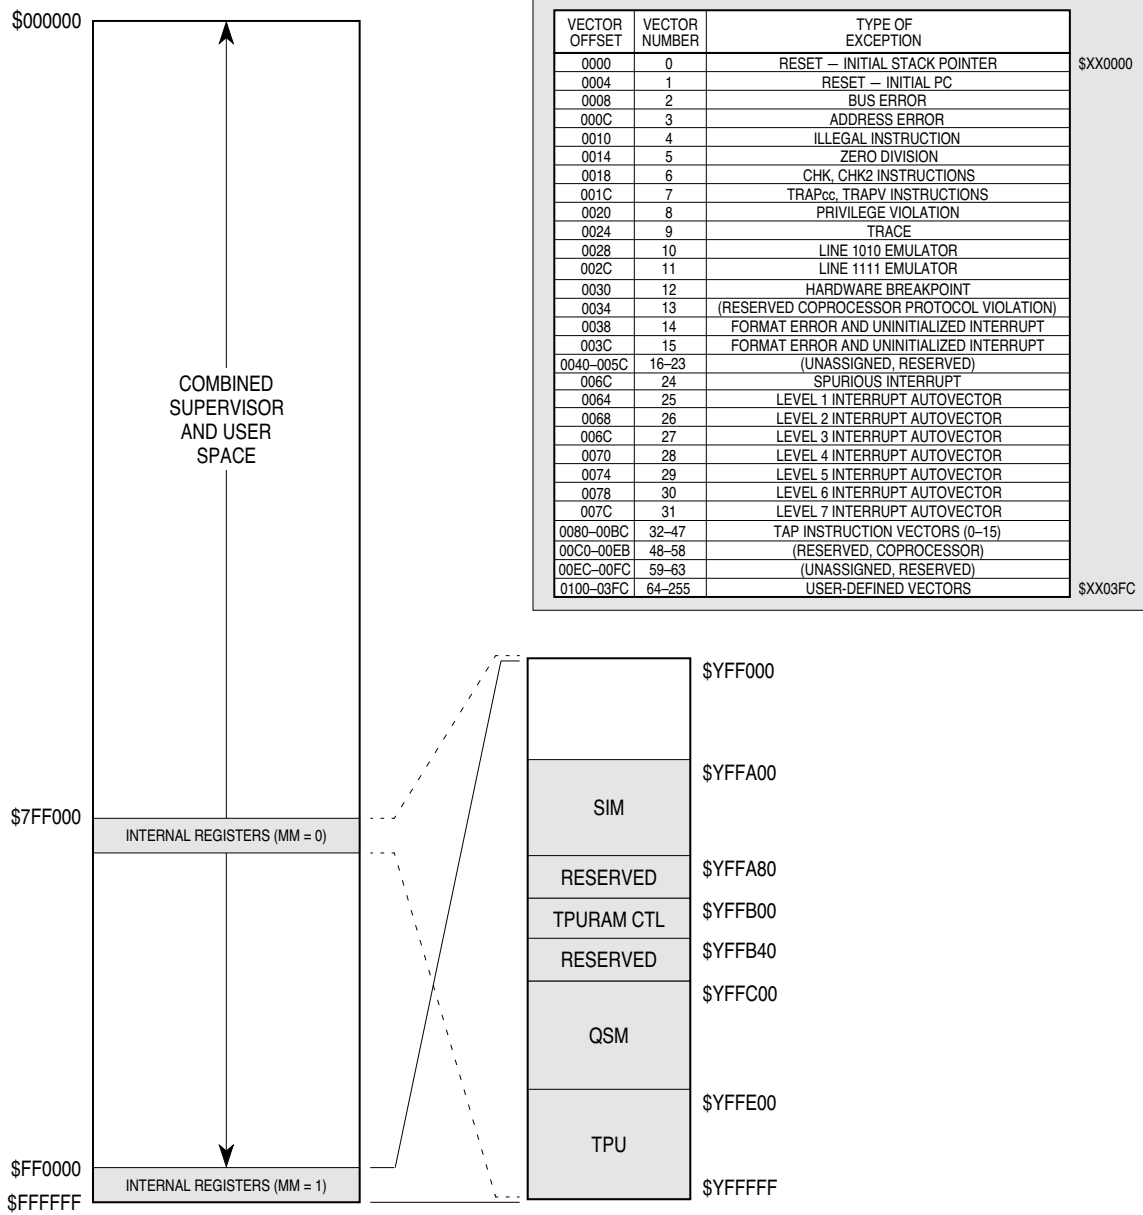 $000000
COMBINED
SUPERVISOR
AND USER
SPACE
$7FF000
INTERNAL REGISTERS (MM = 0)
$FF0000
INTERNAL REGISTERS (MM = 1)
$FFFFFF
VECTOR OFFSET VECTOR NUMBER TYPE OF EXCEPTION
0000 0 RESET — INITIAL STACK POINTER $XX0000
0004 1 RESET — INITIAL PC
0008 2 BUS ERROR
000C 3 ADDRESS ERROR
0010 4 ILLEGAL INSTRUCTION
0014 5 ZERO DIVISION
0018 6 CHK, CHK2 INSTRUCTIONS
001C 7 TRAPcc, TRAPV INSTRUCTIONS
0020 8 PRIVILEGE VIOLATION
0024 9 TRACE
0028 10 LINE 1010 EMULATOR
002C 11 LINE 1111 EMULATOR
0030 12 HARDWARE BREAKPOINT
0034 13 (RESERVED COPROCESSOR PROTOCOL VIOLATION)
0038 14 FORMAT ERROR AND UNINITIALIZED INTERRUPT
003C 15 FORMAT ERROR AND UNINITIALIZED INTERRUPT
0040–005C 16–23 (UNASSIGNED, RESERVED)
006C 24 SPURIOUS INTERRUPT
0064 25 LEVEL 1 INTERRUPT AUTOVECTOR
0068 26 LEVEL 2 INTERRUPT AUTOVECTOR
006C 27 LEVEL 3 INTERRUPT AUTOVECTOR
0070 28 LEVEL 4 INTERRUPT AUTOVECTOR
0074 29 LEVEL 5 INTERRUPT AUTOVECTOR
0078 30 LEVEL 6 INTERRUPT AUTOVECTOR
007C 31 LEVEL 7 INTERRUPT AUTOVECTOR
0080–00BC 32–47 TAP INSTRUCTION VECTORS (0–15)
00C0–00EB 48–58 (RESERVED, COPROCESSOR)
00EC–00FC 59–63 (UNASSIGNED, RESERVED)
0100–03FC 64–255 USER-DEFINED VECTORS $XX03FC
$YFF000
$YFFA00
SIM
$YFFA80
RESERVED
$YFFB00
TPURAM CTL
$YFFB40
RESERVED
$YFFC00
QSM
$YFFE00
TPU
$YFFFFF